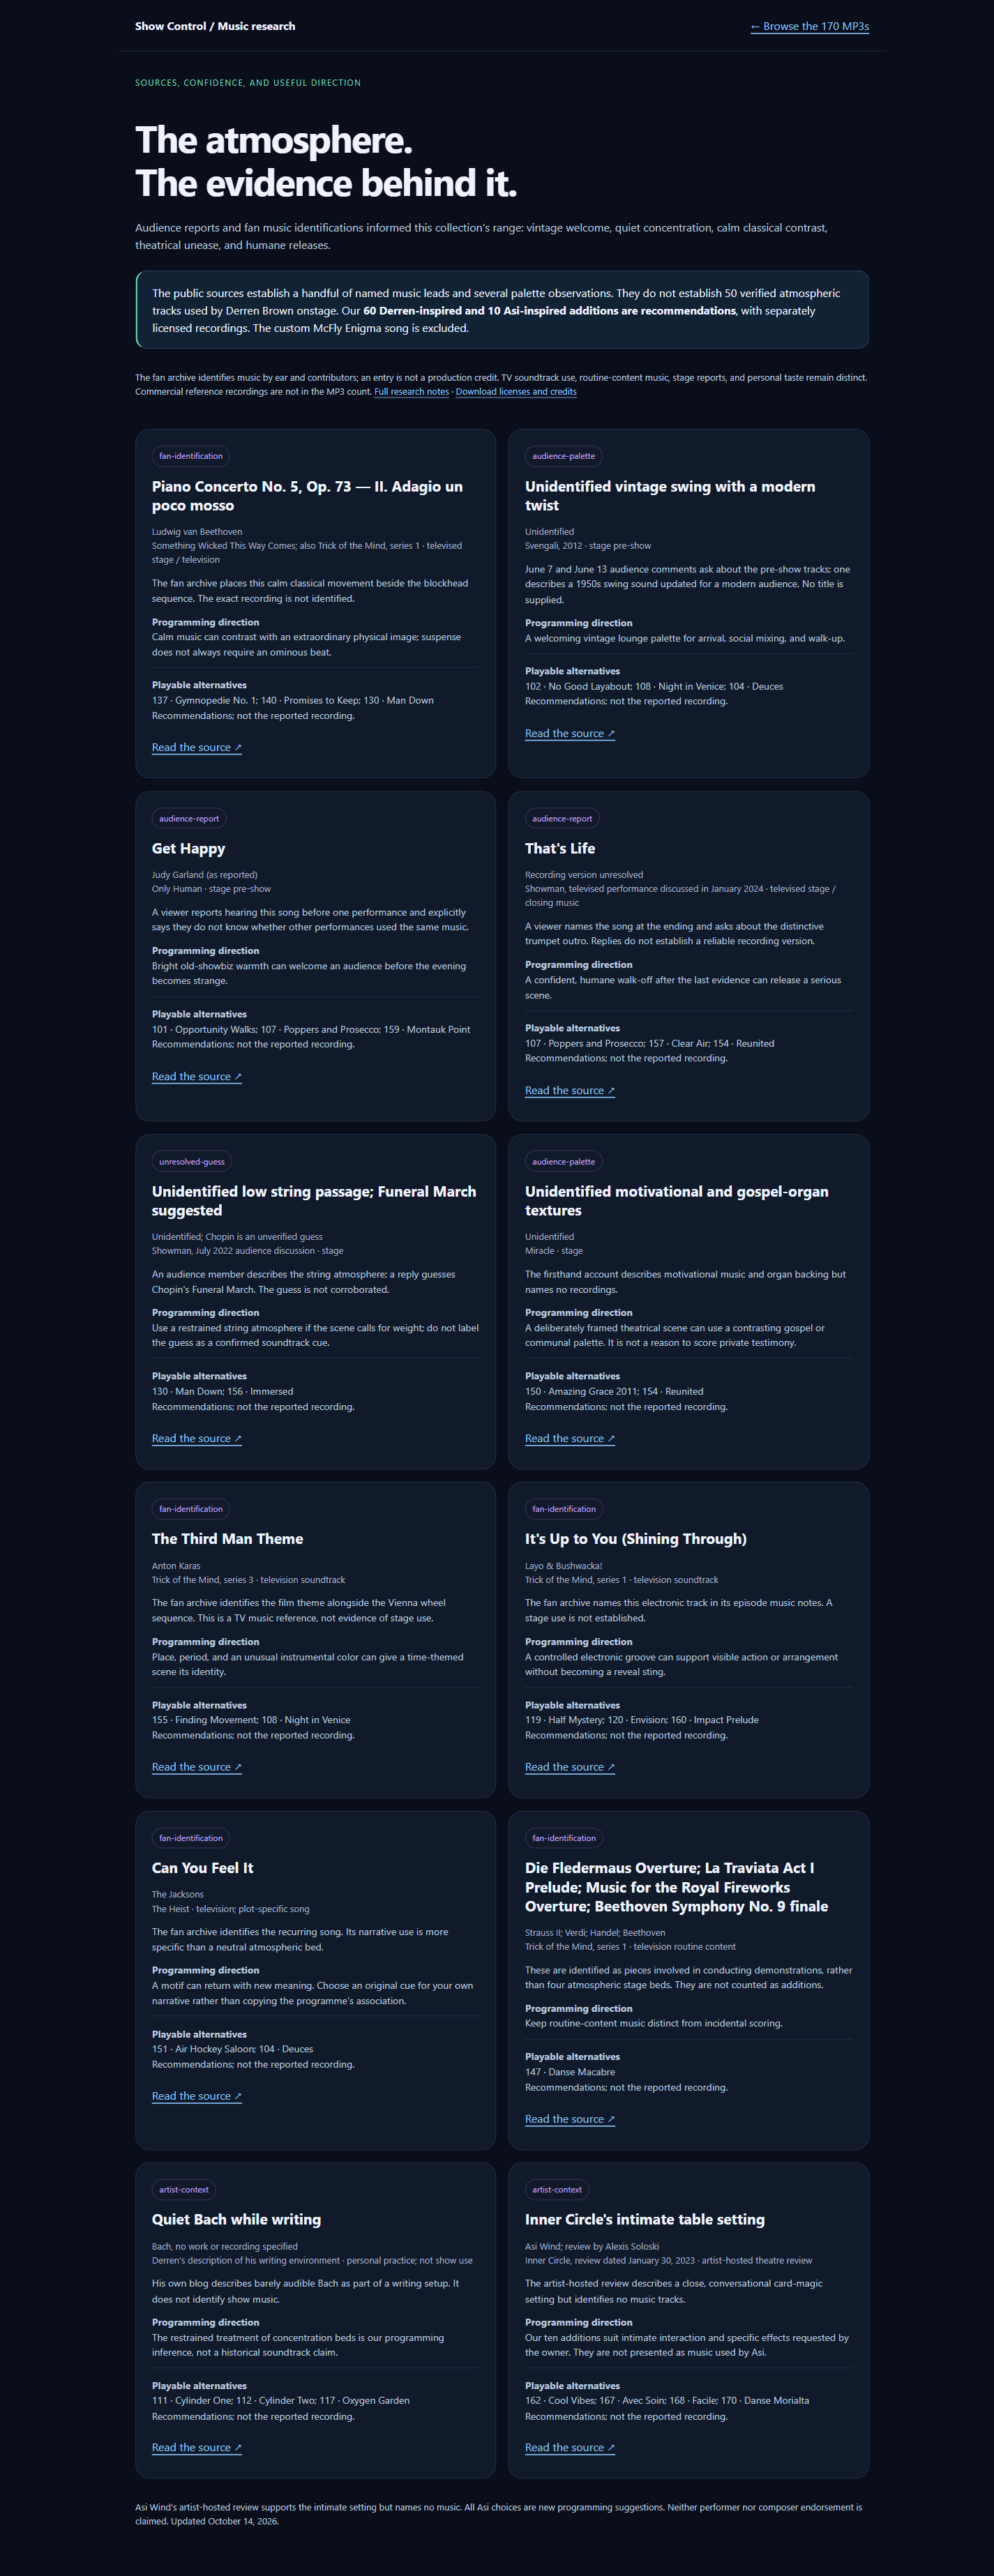 Show Control / Music research
← Browse the 170 MP3s
SOURCES, CONFIDENCE, AND USEFUL DIRECTION
The atmosphere.
The evidence behind it.
Audience reports and fan music identifications informed this collection's range: vintage welcome, quiet concentration, calm classical contrast,
theatrical unease, and humane releases.
The public sources establish a handful of named music leads and several palette observations. They do not establish 50 verified atmospheric
tracks used by Derren Brown onstage. Our 60 Derren-inspired and 10 Asi-inspired additions are recommendations, with separately
licensed recordings. The custom McFly Enigma song is excluded.
The fan archive identifies music by ear and contributors; an entry is not a production credit. TV soundtrack use, routine-content music, stage reports, and personal taste remain distinct.
Commercial reference recordings are not in the MP3 count. Full research notes · Download licenses and credits
fan-identification
Piano Concerto No. 5, Op. 73 — II. Adagio un
poco mosso
Ludwig van Beethoven
Something Wicked This Way Comes; also Trick of the Mind, series 1 · televised
stage / television
The fan archive places this calm classical movement beside the blockhead
sequence. The exact recording is not identified.
Programming direction
Calm music can contrast with an extraordinary physical image; suspense
does not always require an ominous beat.
Playable alternatives
137 · Gymnopedie No. 1; 140 · Promises to Keep; 130 · Man Down
Recommendations; not the reported recording.
Read the source ↗
audience-palette
Unidentified vintage swing with a modern
twist
Unidentified
Svengali, 2012 · stage pre-show
June 7 and June 13 audience comments ask about the pre-show tracks; one
describes a 1950s swing sound updated for a modern audience. No title is
supplied.
Programming direction
A welcoming vintage lounge palette for arrival, social mixing, and walk-up.
Playable alternatives
102 · No Good Layabout; 108 · Night in Venice; 104 · Deuces
Recommendations; not the reported recording.
Read the source ↗
audience-report
Get Happy
Judy Garland (as reported)
Only Human · stage pre-show
A viewer reports hearing this song before one performance and explicitly
says they do not know whether other performances used the same music.
Programming direction
Bright old-showbiz warmth can welcome an audience before the evening
becomes strange.
Playable alternatives
101 · Opportunity Walks; 107 · Poppers and Prosecco; 159 · Montauk Point
Recommendations; not the reported recording.
Read the source ↗
audience-report
That's Life
Recording version unresolved
Showman, televised performance discussed in January 2024 · televised stage /
closing music
A viewer names the song at the ending and asks about the distinctive
trumpet outro. Replies do not establish a reliable recording version.
Programming direction
A confident, humane walk-off after the last evidence can release a serious
scene.
Playable alternatives
107 · Poppers and Prosecco; 157 · Clear Air; 154 · Reunited
Recommendations; not the reported recording.
Read the source ↗
unresolved-guess
Unidentified low string passage; Funeral March
suggested
Unidentified; Chopin is an unverified guess
Showman, July 2022 audience discussion · stage
An audience member describes the string atmosphere; a reply guesses
Chopin's Funeral March. The guess is not corroborated.
Programming direction
Use a restrained string atmosphere if the scene calls for weight; do not label
the guess as a confirmed soundtrack cue.
Playable alternatives
130 · Man Down; 156 · Immersed
Recommendations; not the reported recording.
Read the source ↗
audience-palette
Unidentified motivational and gospel-organ
textures
Unidentified
Miracle · stage
The firsthand account describes motivational music and organ backing but
names no recordings.
Programming direction
A deliberately framed theatrical scene can use a contrasting gospel or
communal palette. It is not a reason to score private testimony.
Playable alternatives
150 · Amazing Grace 2011; 154 · Reunited
Recommendations; not the reported recording.
Read the source ↗
fan-identification
The Third Man Theme
Anton Karas
Trick of the Mind, series 3 · television soundtrack
The fan archive identifies the film theme alongside the Vienna wheel
sequence. This is a TV music reference, not evidence of stage use.
Programming direction
Place, period, and an unusual instrumental color can give a time-themed
scene its identity.
Playable alternatives
155 · Finding Movement; 108 · Night in Venice
Recommendations; not the reported recording.
Read the source ↗
fan-identification
It's Up to You (Shining Through)
Layo & Bushwacka!
Trick of the Mind, series 1 · television soundtrack
The fan archive names this electronic track in its episode music notes. A
stage use is not established.
Programming direction
A controlled electronic groove can support visible action or arrangement
without becoming a reveal sting.
Playable alternatives
119 · Half Mystery; 120 · Envision; 160 · Impact Prelude
Recommendations; not the reported recording.
Read the source ↗
fan-identification
Can You Feel It
The Jacksons
The Heist · television; plot-specific song
The fan archive identifies the recurring song. Its narrative use is more
specific than a neutral atmospheric bed.
Programming direction
A motif can return with new meaning. Choose an original cue for your own
narrative rather than copying the programme's association.
Playable alternatives
151 · Air Hockey Saloon; 104 · Deuces
Recommendations; not the reported recording.
Read the source ↗
fan-identification
Die Fledermaus Overture; La Traviata Act I
Prelude; Music for the Royal Fireworks
Overture; Beethoven Symphony No. 9 finale
Strauss II; Verdi; Handel; Beethoven
Trick of the Mind, series 1 · television routine content
These are identified as pieces involved in conducting demonstrations, rather
than four atmospheric stage beds. They are not counted as additions.
Programming direction
Keep routine-content music distinct from incidental scoring.
Playable alternatives
147 · Danse Macabre
Recommendations; not the reported recording.
Read the source ↗
artist-context
Quiet Bach while writing
Bach, no work or recording specified
Derren's description of his writing environment · personal practice; not show use
His own blog describes barely audible Bach as part of a writing setup. It
does not identify show music.
Programming direction
The restrained treatment of concentration beds is our programming
inference, not a historical soundtrack claim.
Playable alternatives
111 · Cylinder One; 112 · Cylinder Two; 117 · Oxygen Garden
Recommendations; not the reported recording.
Read the source ↗
artist-context
Inner Circle's intimate table setting
Asi Wind; review by Alexis Soloski
Inner Circle, review dated January 30, 2023 · artist-hosted theatre review
The artist-hosted review describes a close, conversational card-magic
setting but identifies no music tracks.
Programming direction
Our ten additions suit intimate interaction and specific effects requested by
the owner. They are not presented as music used by Asi.
Playable alternatives
162 · Cool Vibes; 167 · Avec Soin; 168 · Facile; 170 · Danse Morialta
Recommendations; not the reported recording.
Read the source ↗
Asi Wind's artist-hosted review supports the intimate setting but names no music. All Asi choices are new programming suggestions. Neither performer nor composer endorsement is
claimed. Updated October 14, 2026.